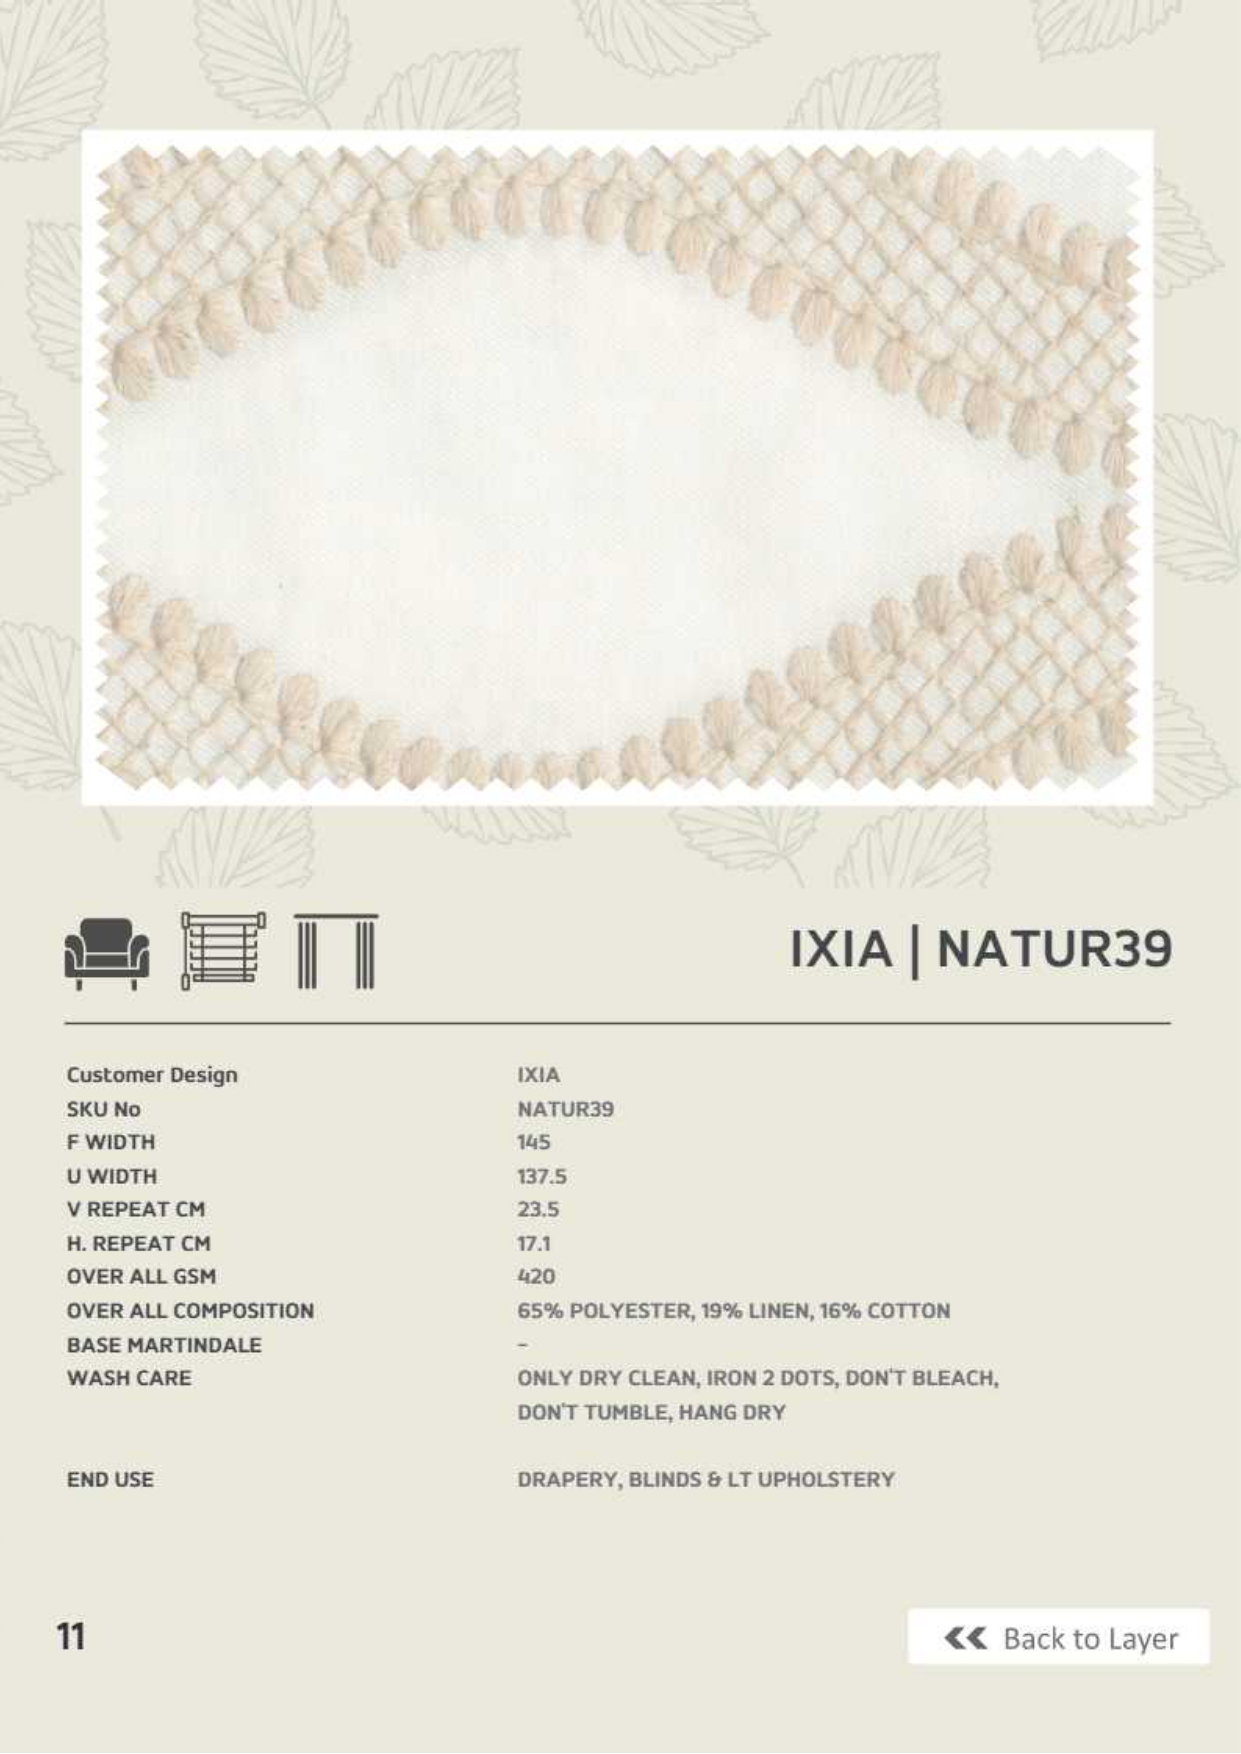 IXIA | NATUR39
Customer Design IXIA
SKU No NATUR39
F WIDTH 145
U WIDTH 137.5
V REPEAT CM 23.5
H. REPEAT CM 17.1
OVER ALL GSM 420
OVER ALL COMPOSITION 65% POLYESTER, 19% LINEN, 16% COTTON
BASE MARTINDALE –
WASH CARE ONLY DRY CLEAN, IRON 2 DOTS, DON'T BLEACH,
DON'T TUMBLE, HANG DRY
END USE DRAPERY, BLINDS & LT UPHOLSTERY
11
Back to Layer